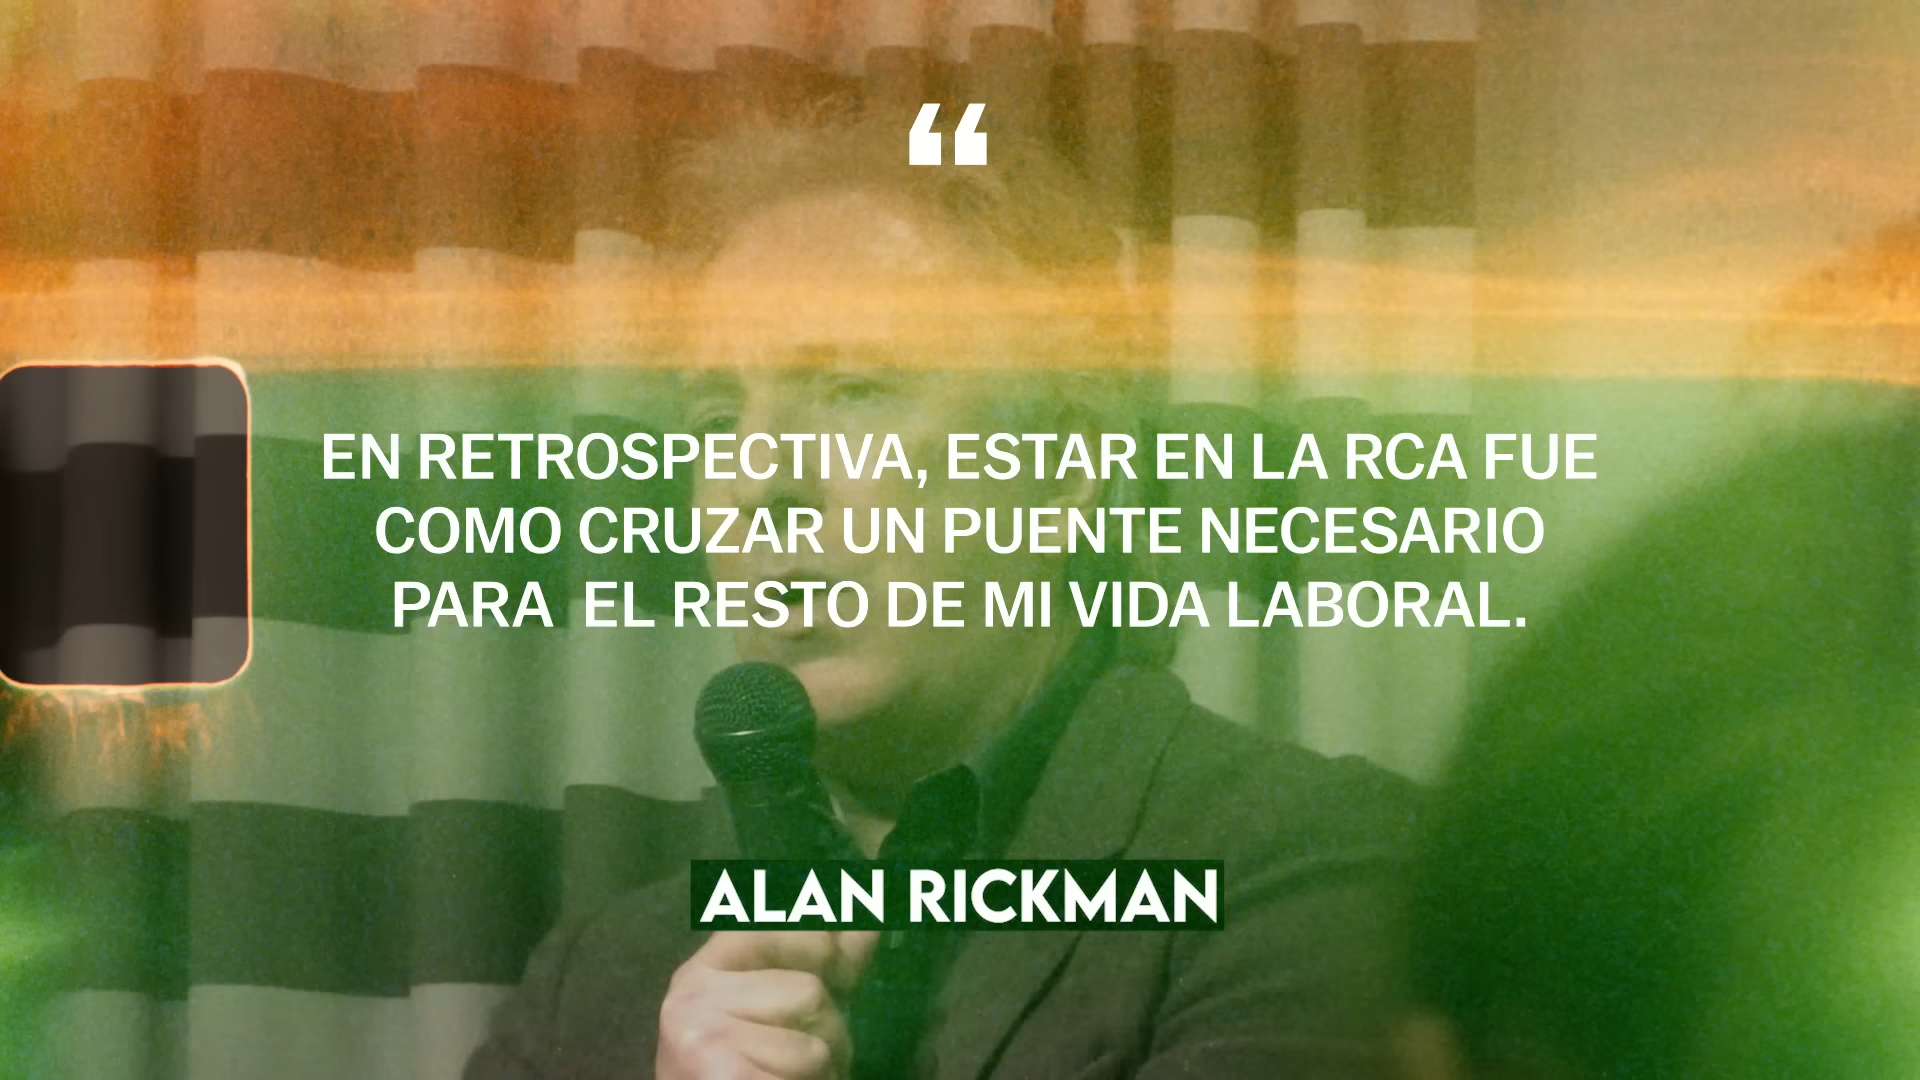 “
EN RETROSPECTIVA, ESTAR EN LA RCA FUE
COMO CRUZAR UN PUENTE NECESARIO
PARA EL RESTO DE MI VIDA LABORAL.
ALAN RICKMAN